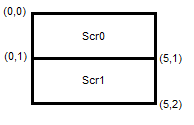 (0,0)
Scr0
(0,1)
(5,1)
Scr1
(5,2)